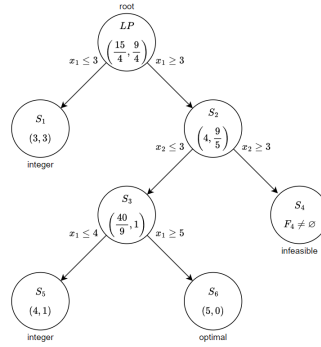 root
LP
(15/4, 9/4)
x₁ ≤ 3
x₁ ≥ 3
S₁
(3, 3)
integer
S₂
(4, 9/5)
x₂ ≤ 3
x₂ ≥ 3
S₃
(40/9, 1)
S₄
F₄ ≠ ∅
infeasible
x₁ ≤ 4
x₁ ≥ 5
S₅
(4, 1)
integer
S₆
(5, 0)
optimal